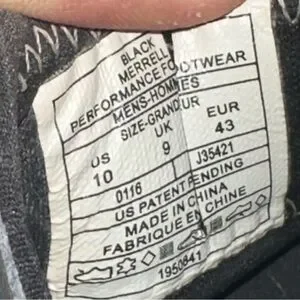 BLACK
MERRELL
PERFORMANCE FOOTWEAR
MENS-HOMMES
SIZE-GRANDEUR
US UK EUR
10 9 43
0116 J35421
US PATENT PENDING
MADE IN CHINA
FABRIQUE EN CHINE
1950841